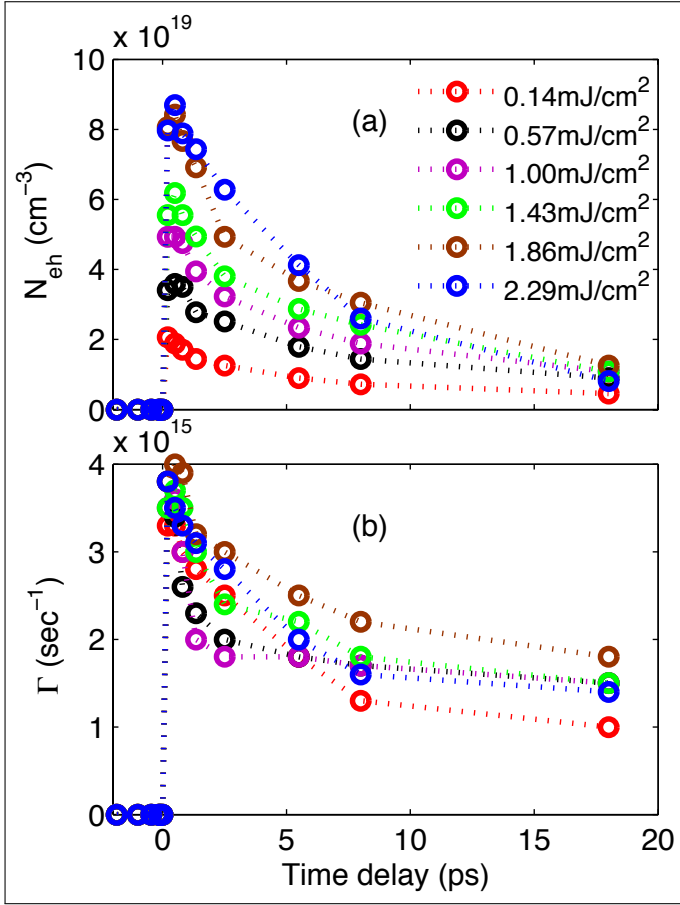 x 10^19
10
8
6
4
2
0
N_eh (cm^−3)
(a)
0.14mJ/cm^2
0.57mJ/cm^2
1.00mJ/cm^2
1.43mJ/cm^2
1.86mJ/cm^2
2.29mJ/cm^2
x 10^15
4
3
2
1
0
Γ (sec^−1)
(b)
0 5 10 15 20
Time delay (ps)